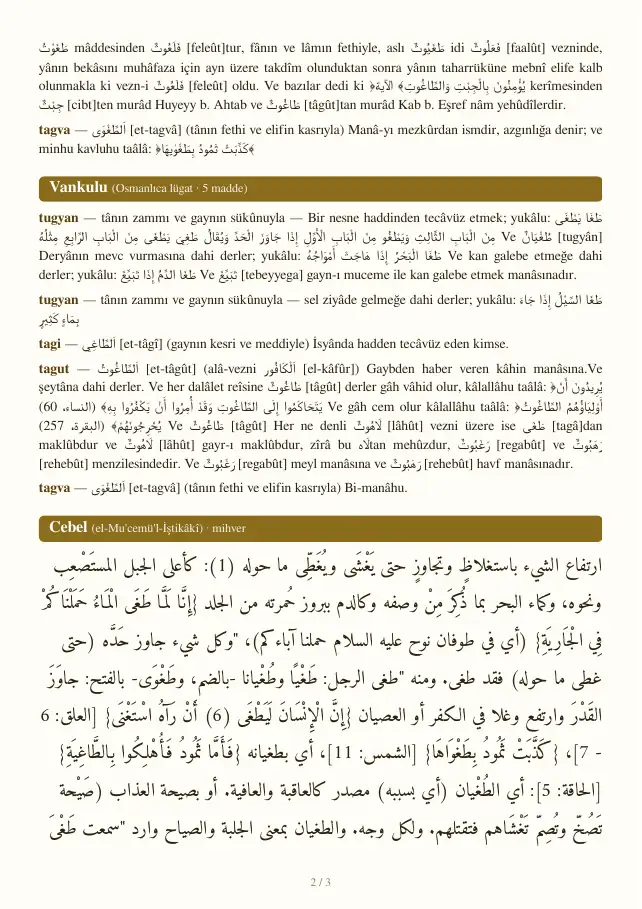 طَغَوْتٌ mâddesinden فَلَعُوتٌ [feleût]tur, fânın ve lâmın fethiyle, aslı طَغَيُوتٌ idi فَعَلُوتٌ [faalût] vezninde,
yânın bekâsını muhâfaza için ayn üzere takdîm olunduktan sonra yânın taharrüküne mebnî elife kalb
olunmakla ki vezn-i فَلَعُوتٌ [feleût] oldu. Ve bazılar dedi ki ﴿يُؤْمِنُونَ بِالْجِبْتِ وَالطَّاغُوتِ﴾ الآية kerîmesinden
جِبْتٌ [cibt]ten murâd Huyeyy b. Ahtab ve طَاغُوتٌ [tâgût]tan murâd Kab b. Eşref nâm yehûdîlerdir.
tagva — اَلطَّغْوَى [et-tagvâ] (tânın fethi ve elifin kasrıyla) Manâ-yı mezkûrdan ismdir, azgınlığa denir; ve
minhu kavluhu taâlâ: ﴿كَذَّبَتْ ثَمُودُ بِطَغْوٰيهَا﴾
Vankulu (Osmanlıca lügat · 5 madde)
tugyan — tânın zammı ve gaynın sükûnuyla — Bir nesne haddinden tecâvüz etmek; yukâlu: طَغَا يَطْغَى
مِنَ الْبَابِ الثَّالِثِ وَيَطْغُو مِنَ الْبَابِ الْأَوَّلِ إِذَا جَاوَزَ الْحَدَّ وَيُقَالُ طَغِيَ يَطْغَى مِنَ الْبَابِ الرَّابِعِ مِثْلُهُ Ve طُغْيَانٌ [tugyân]
Deryânın mevc vurmasına dahi derler; yukâlu: طَغَا الْبَحْرُ إِذَا هَاجَتْ أَمْوَاجُهُ Ve kan galebe etmeğe dahi
derler; yukâlu: طَغَا الدَّمُ إِذَا تَبَيَّغَ Ve تَبَيُّغٌ [tebeyyega] gayn-ı muceme ile kan galebe etmek manâsınadır.
tugyan — tânın zammı ve gaynın sükûnuyla — sel ziyâde gelmeğe dahi derler; yukâlu: طَغَا السَّيْلُ إِذَا جَاءَ
بِمَاءٍ كَثِيرٍ
tagi — اَلطَّاغِي [et-tâgî] (gaynın kesri ve meddiyle) İsyânda hadden tecâvüz eden kimse.
tagut — اَلطَّاغُوتُ [et-tâgût] (alâ-vezni اَلْكَافُور [el-kâfûr]) Gaybden haber veren kâhin manâsına.Ve
şeytâna dahi derler. Ve her dalâlet reîsine طَاغُوتٌ [tâgût] derler gâh vâhid olur, kâlallâhu taâlâ: ﴿يُرِيدُونَ أَن
يَتَحَاكَمُوا إِلَى الطَّاغُوتِ وَقَدْ أُمِرُوا أَنْ يَكْفُرُوا بِهِ﴾ (النساء، 60) Ve gâh cem olur kâlallâhu taâlâ: ﴿أَوْلِيَاؤُهُمُ الطَّاغُوتُ
يُخْرِجُونَهُمْ﴾ (البقرة، 257) Ve طَاغُوتٌ [tâgût] Her ne denli لَاهُوتٌ [lâhût] vezni üzere ise طَغَى [tagâ]dan
maklûbdur ve لَاهُوتٌ [lâhût] gayr-ı maklûbdur, zîra bu لَاه‎tan mehûzdur, رَغَبُوتٌ [regabût] ve رَهَبُوتٌ
[rehebût] menzilesindedir. Ve رَغَبُوتٌ [regabût] meyl manâsına ve رَهَبُوتٌ [rehebût] havf manâsınadır.
tagva — اَلطَّغْوَى [et-tagvâ] (tânın fethi ve elifin kasrıyla) Bi-manâhu.
Cebel (el-Mu'cemü'l-İştikâkî) · mihver
ارتفاع الشيء باستغلاظٍ وتجاوزٍ حتى يَغْشَى ويُغَطِّى ما حوله (1): كأعلى الجبل المستَصْعِب
ونحوه، وكماء البحر بما ذُكِرَ مِنْ وصفه وكالدم ببروز حُمرته من الجلد {إِنَّا لَمَّا طَغَى الْمَاءُ حَمَلْنَاكُمْ
فِي الْجَارِيَةِ} (أي في طوفان نوح عليه السلام حملنا آباءكم)، "وكل شيء جاوز حَدَّه (حتى
غطى ما حوله) فقد طغى. ومنه "طغى الرجل: طَغْيًا وطُغْيانا -بالضم، وطَغْوَى- بالفتح: جاوَزَ
القَدْرَ وارتفع وغلا في الكفر أو العصيان {إِنَّ الْإِنْسَانَ لَيَطْغَى (6) أَنْ رَآهُ اسْتَغْنَى} [العلق: 6
- 7]، {كَذَّبَتْ ثَمُودُ بِطَغْوَاهَا} [الشمس: 11]، أي بطغيانه {فَأَمَّا ثَمُودُ فَأُهْلِكُوا بِالطَّاغِيَةِ}
[الحاقة: 5]: أي الطُغْيان (أي بسببه) مصدر كالعاقبة والعافية. أو بصيحة العذاب (صَيْحة
تَصُخّ وتُصِمّ تَغْشَاهم فتقتلهم. ولكل وجه. والطغيان بمعنى الجلبة والصياح وارد "سمعت طَغْىَ
2 / 3